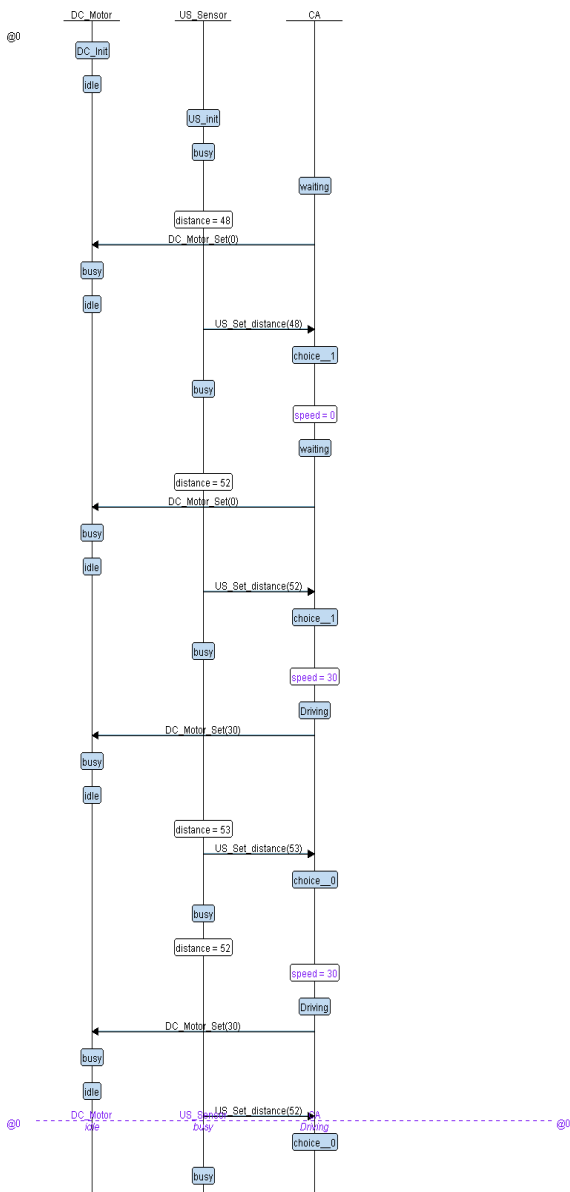 DC_Motor US_Sensor CA
@0
DC_Init
idle
US_init
busy
waiting
distance = 48
DC_Motor_Set(0)
busy
idle
US_Set_distance(48)
choice__1
busy
speed = 0
waiting
distance = 52
DC_Motor_Set(0)
busy
idle
US_Set_distance(52)
choice__1
busy
speed = 30
Driving
DC_Motor_Set(30)
busy
idle
distance = 53
US_Set_distance(53)
choice__0
busy
distance = 52
speed = 30
Driving
DC_Motor_Set(30)
busy
idle
US_Set_distance(52)
DC_Motor US_Sensor CA
@0 idle busy Driving @0
choice__0
busy